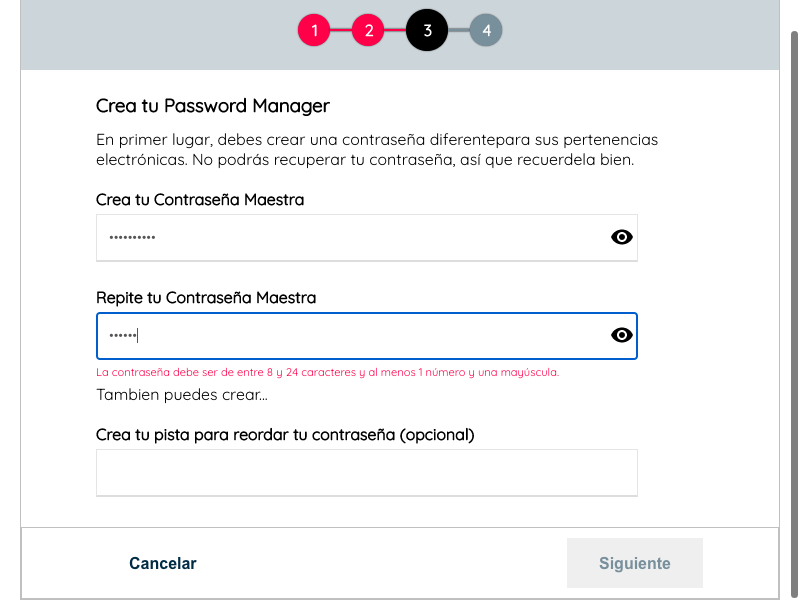 1 2 3 4
Crea tu Password Manager
En primer lugar, debes crear una contraseña diferentepara sus pertenencias
electrónicas. No podrás recuperar tu contraseña, así que recuerdela bien.
Crea tu Contraseña Maestra
••••••••••
Repite tu Contraseña Maestra
••••••
La contraseña debe ser de entre 8 y 24 caracteres y al menos 1 número y una mayúscula.
Tambien puedes crear...
Crea tu pista para reordar tu contraseña (opcional)
Cancelar Siguiente